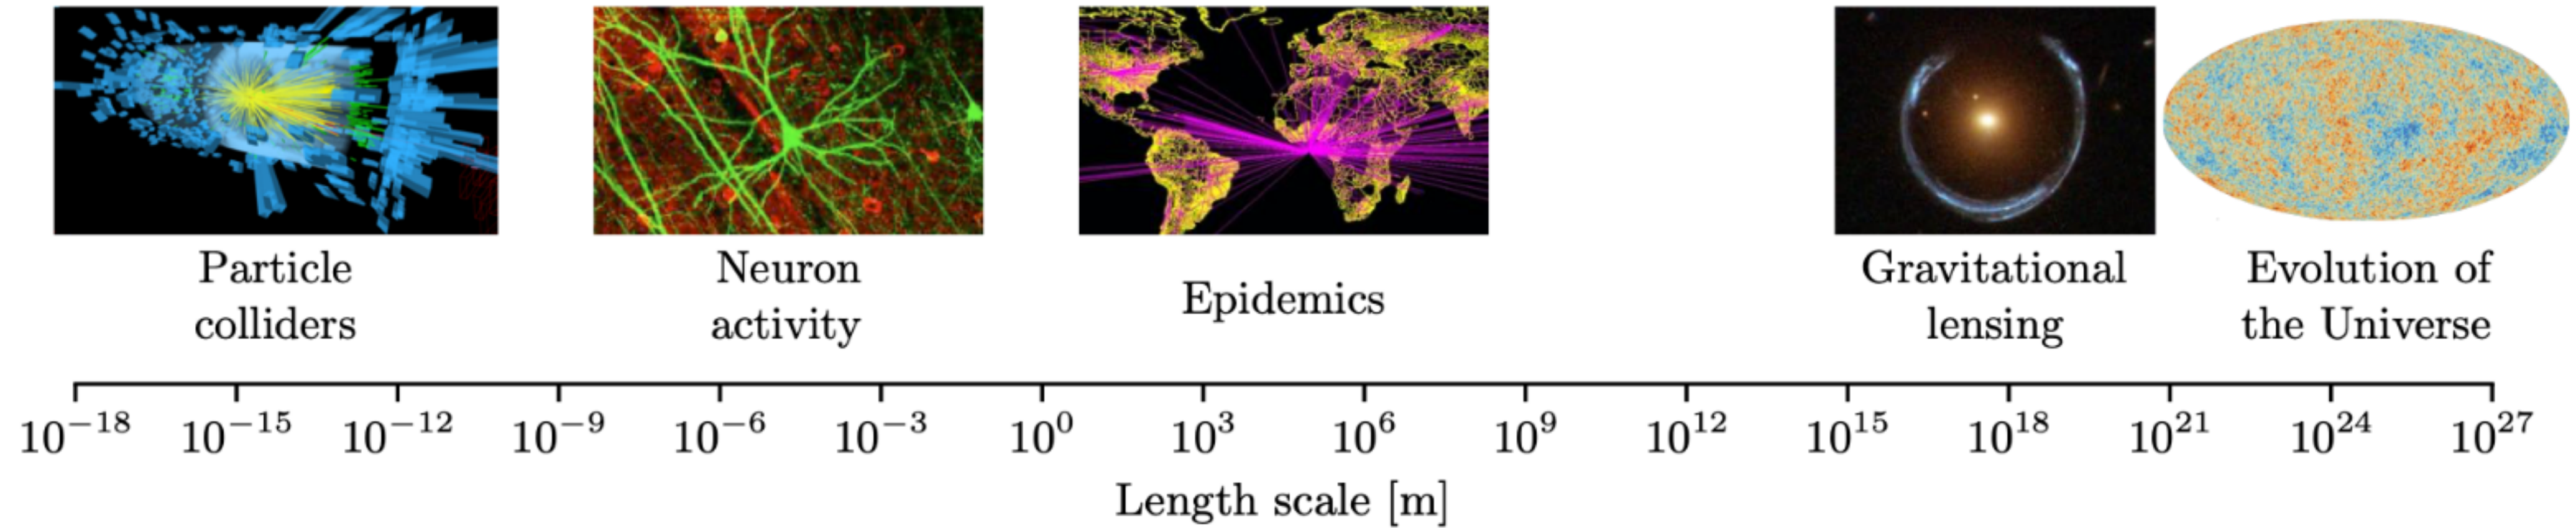 Particle
colliders
Neuron
activity
Epidemics
Gravitational
lensing
Evolution of
the Universe
10^−18 10^−15 10^−12 10^−9 10^−6 10^−3 10^0 10^3 10^6 10^9 10^12 10^15 10^18 10^21 10^24 10^27
Length scale [m]